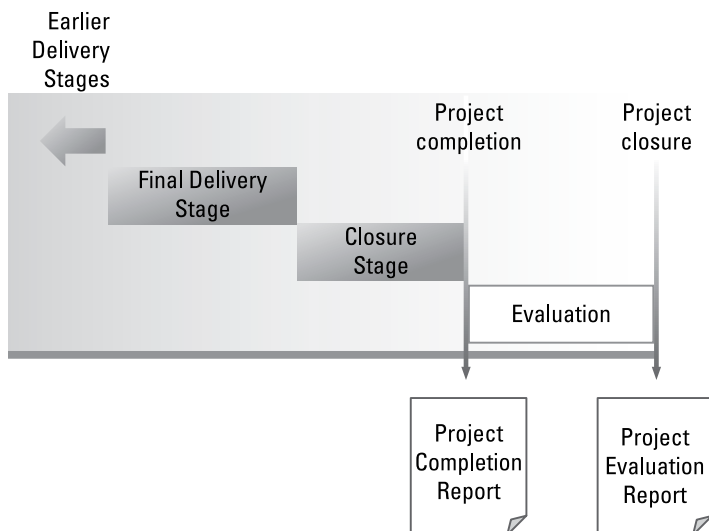 Earlier
Delivery
Stages
Project
completion
Project
closure
Final Delivery
Stage
Closure
Stage
Evaluation
Project
Completion
Report
Project
Evaluation
Report